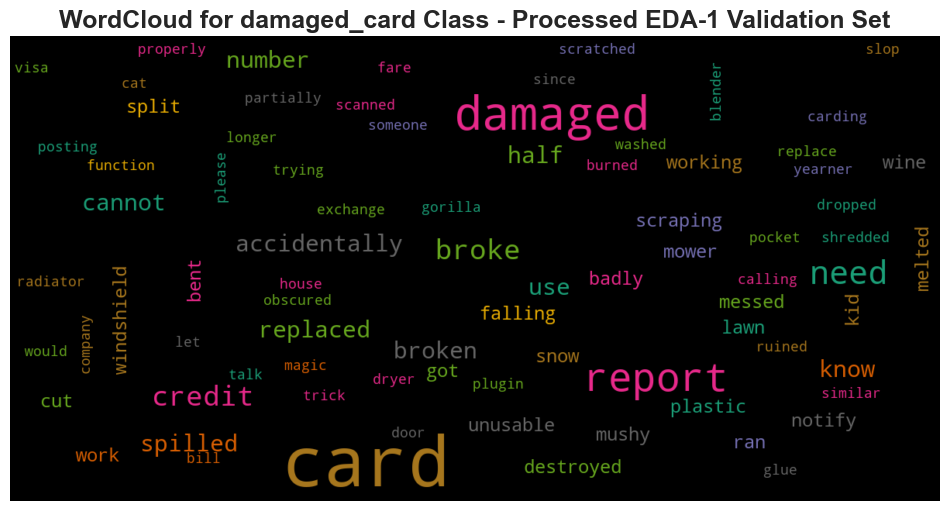 WordCloud for damaged_card Class - Processed EDA-1 Validation Set
properly
scratched
slop
visa
number
fare
cat
since
blender
split
partially
scanned
damaged
carding
someone
longer
posting
half
washed
replace
function
please
trying
burned
working
yearner
wine
cannot
exchange
gorilla
dropped
scraping
accidentally
broke
mower
pocket
shredded
melted
radiator
windshield
bent
house
use
badly
calling
need
obscured
falling
messed
kid
would
company
let
replaced
broken
snow
lawn
ruined
talk
magic
got
know
cut
credit
trick
dryer
plugin
report
similar
plastic
work
spilled
bill
door
unusable
mushy
ran
notify
card
destroyed
glue